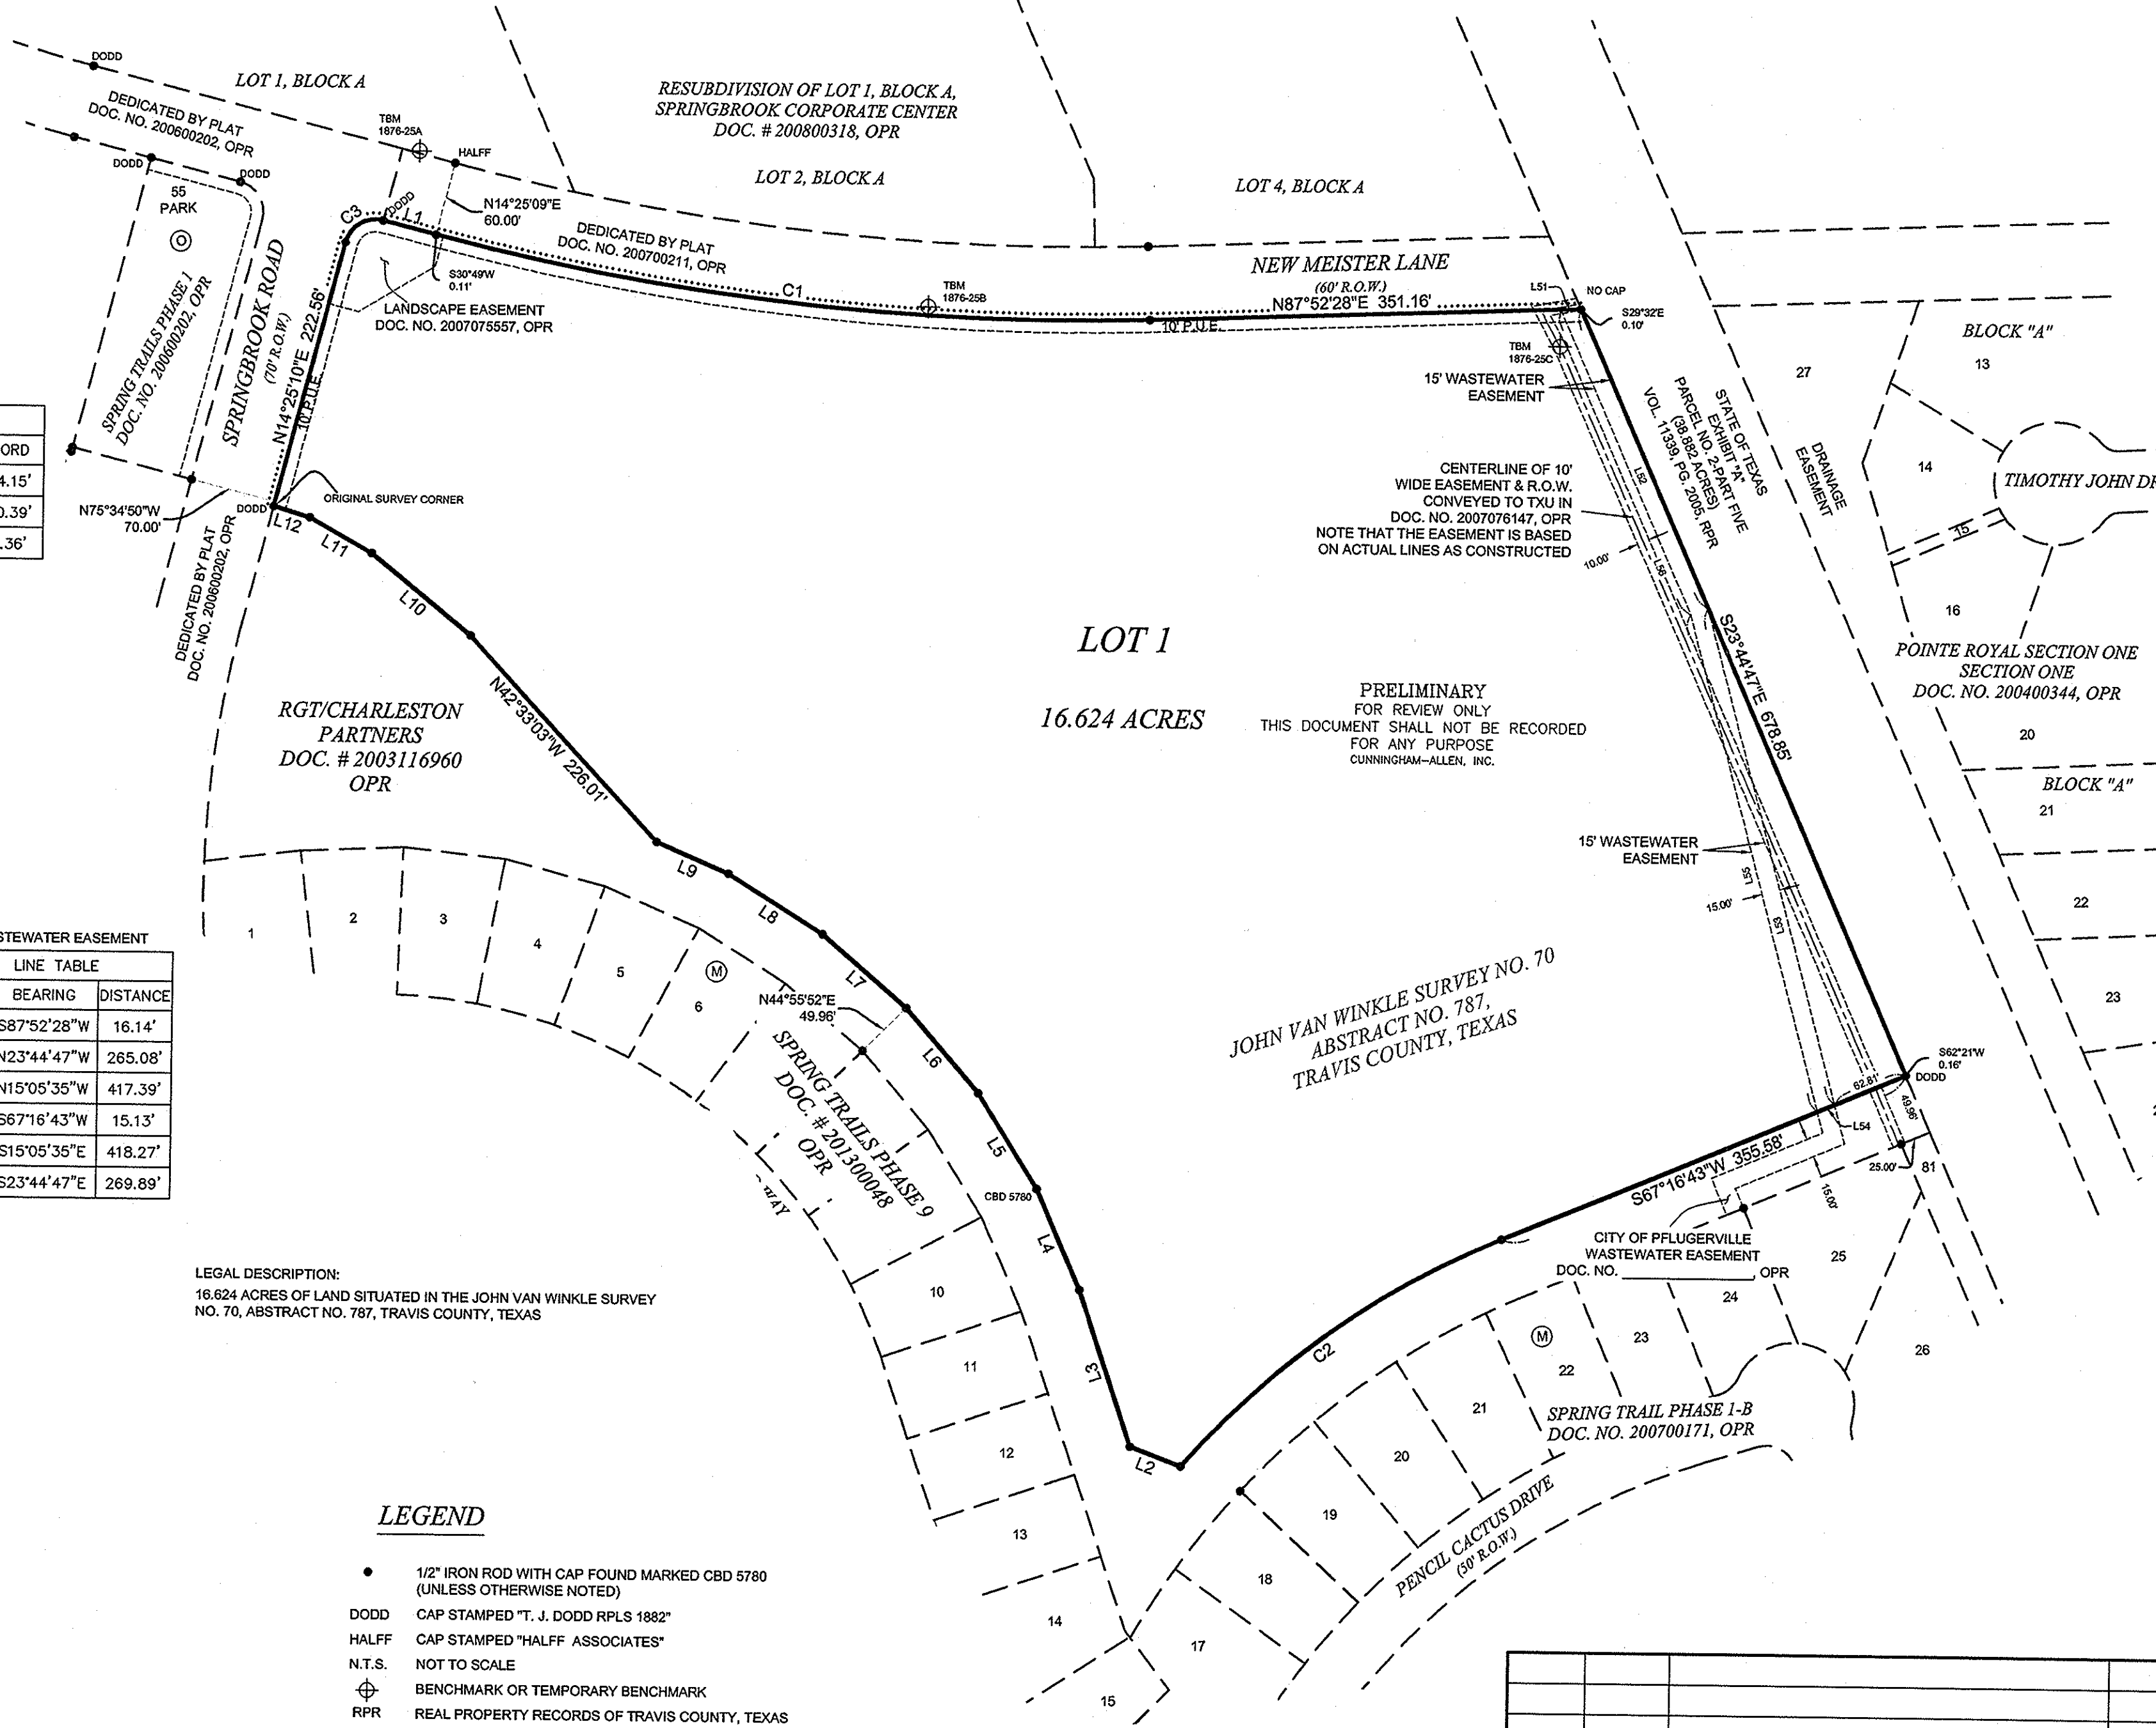 DODD
LOT 1, BLOCK A
DEDICATED BY PLAT
DOC. NO. 200600202, OPR
TBM
1876-25A
HALFF
DODD
DODD
55
PARK
SPRING TRAILS PHASE 1
DOC. NO. 200600202, OPR
SPRINGBROOK ROAD
(70' R.O.W.)
RESUBDIVISION OF LOT 1, BLOCK A,
SPRINGBROOK CORPORATE CENTER
DOC. # 200800318, OPR
LOT 2, BLOCK A
LOT 4, BLOCK A
C3
DODD
L1
N14°25'09"E
60.00'
DEDICATED BY PLAT
DOC. NO. 200700211, OPR
S30°49'W
0.11'
LANDSCAPE EASEMENT
DOC. NO. 2007075557, OPR
C1
TBM
1876-25B
NEW MEISTER LANE
(60' R.O.W.)
N87°52'28"E 351.16'
10' P.U.E.
L51
NO CAP
S29°32'E
0.10'
TBM
1876-25C
15' WASTEWATER
EASEMENT
N14°25'10"E 222.56'
10' P.U.E.
ORD
4.15'
0.39'
.36'
N75°34'50"W
70.00'
DODD
ORIGINAL SURVEY CORNER
DEDICATED BY PLAT
DOC. NO. 200600202, OPR
L12
L11
L10
N42°33'03"W 226.01'
L9
L8
L7
L6
L5
L4
L3
L2
C2
CENTERLINE OF 10'
WIDE EASEMENT & R.O.W.
CONVEYED TO TXU IN
DOC. NO. 2007076147, OPR
NOTE THAT THE EASEMENT IS BASED
ON ACTUAL LINES AS CONSTRUCTED
10.00'
L52
L56
STATE OF TEXAS
EXHIBIT "A"
PARCEL NO. 2-PART FIVE
(38.882 ACRES)
VOL. 11339, PG. 2005, RPR
DRAINAGE
EASEMENT
S23°44'47"E 678.85'
BLOCK "A"
27
13
14
TIMOTHY JOHN DR
15
16
POINTE ROYAL SECTION ONE
SECTION ONE
DOC. NO. 200400344, OPR
20
BLOCK "A"
21
22
23
LOT 1
16.624 ACRES
PRELIMINARY
FOR REVIEW ONLY
THIS DOCUMENT SHALL NOT BE RECORDED
FOR ANY PURPOSE
CUNNINGHAM-ALLEN, INC.
RGT/CHARLESTON
PARTNERS
DOC. # 2003116960
OPR
15' WASTEWATER
EASEMENT
L55
15.00'
L53
1
2
3
4
5
6
M
N44°55'52"E
49.96'
SPRING TRAILS PHASE 9
DOC. # 201300048
OPR
WAY
CBD 5780
JOHN VAN WINKLE SURVEY NO. 70
ABSTRACT NO. 787,
TRAVIS COUNTY, TEXAS
S62°21'W
0.16'
DODD
62.81'
49.96'
L54
25.00'
81
15.00'
S67°16'43"W 355.58'
CITY OF PFLUGERVILLE
WASTEWATER EASEMENT
DOC. NO. ____________ OPR
STEWATER EASEMENT
LINE TABLE
BEARING DISTANCE
S87°52'28"W 16.14'
N23°44'47"W 265.08'
N15°05'35"W 417.39'
S67°16'43"W 15.13'
S15°05'35"E 418.27'
S23°44'47"E 269.89'
LEGAL DESCRIPTION:
16.624 ACRES OF LAND SITUATED IN THE JOHN VAN WINKLE SURVEY
NO. 70, ABSTRACT NO. 787, TRAVIS COUNTY, TEXAS
10
11
12
13
14
15
17
18
19
20
21
22
M
23
24
25
26
SPRING TRAIL PHASE 1-B
DOC. NO. 200700171, OPR
PENCIL CACTUS DRIVE
(50' R.O.W.)
LEGEND
1/2" IRON ROD WITH CAP FOUND MARKED CBD 5780
(UNLESS OTHERWISE NOTED)
DODD CAP STAMPED "T. J. DODD RPLS 1882"
HALFF CAP STAMPED "HALFF ASSOCIATES"
N.T.S. NOT TO SCALE
BENCHMARK OR TEMPORARY BENCHMARK
RPR REAL PROPERTY RECORDS OF TRAVIS COUNTY, TEXAS